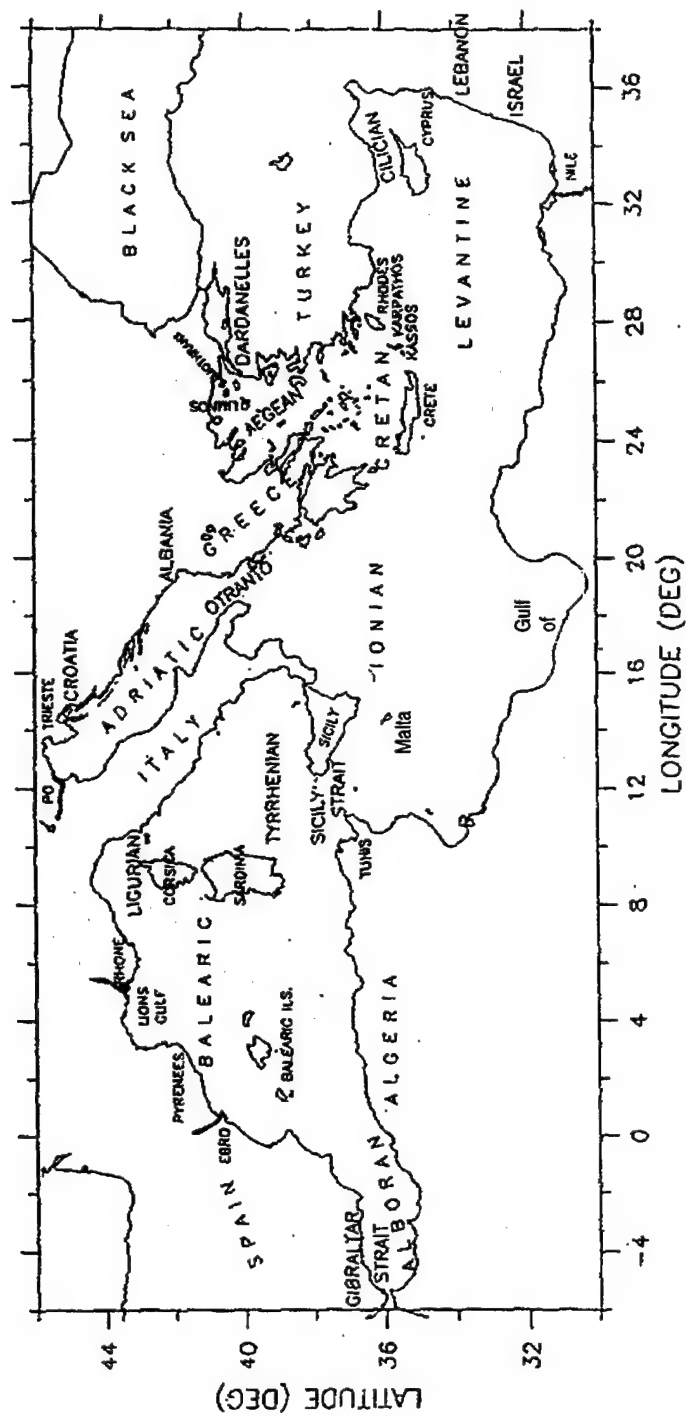 BLACK SEA
LEBANON
ISRAEL
CILICIAN
CYPRUS
NILE
TURKEY
DARDANELLES
RHODES
KARPATHOS
KASSOS
LEVANTINE
AEGEAN
CRETAN
CRETE
GREECE
ALBANIA
OTRANTO
IONIAN
Gulf
of
CROATIA
TRIESTE
ADRIATIC
PO
ITALY
SICILY
Malta
SICILY
STRAIT
TYRRHENIAN
TUNIS
LIGURIAN
CORSICA
SARDINIA
RHONE
LIONS
GULF
BALEARIC
BALEARIC ILS.
PYRENEES
EBRO
ALGERIA
SPAIN
GIBRALTAR
STRAIT
ALBORAN
LATITUDE (DEG)
44
40
36
32
LONGITUDE (DEG)
-4
0
4
8
12
16
20
24
28
32
36